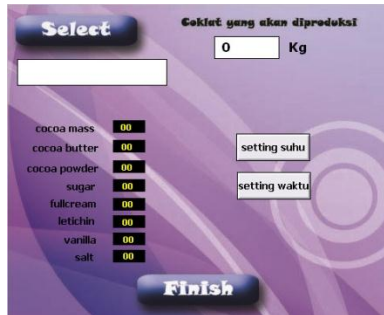 Select
Coklat yang akan diproduksi
0 Kg
cocoa mass 00
cocoa butter 00
cocoa powder 00
sugar 00
fullcream 00
letichin 00
vanilla 00
salt 00
setting suhu
setting waktu
Finish